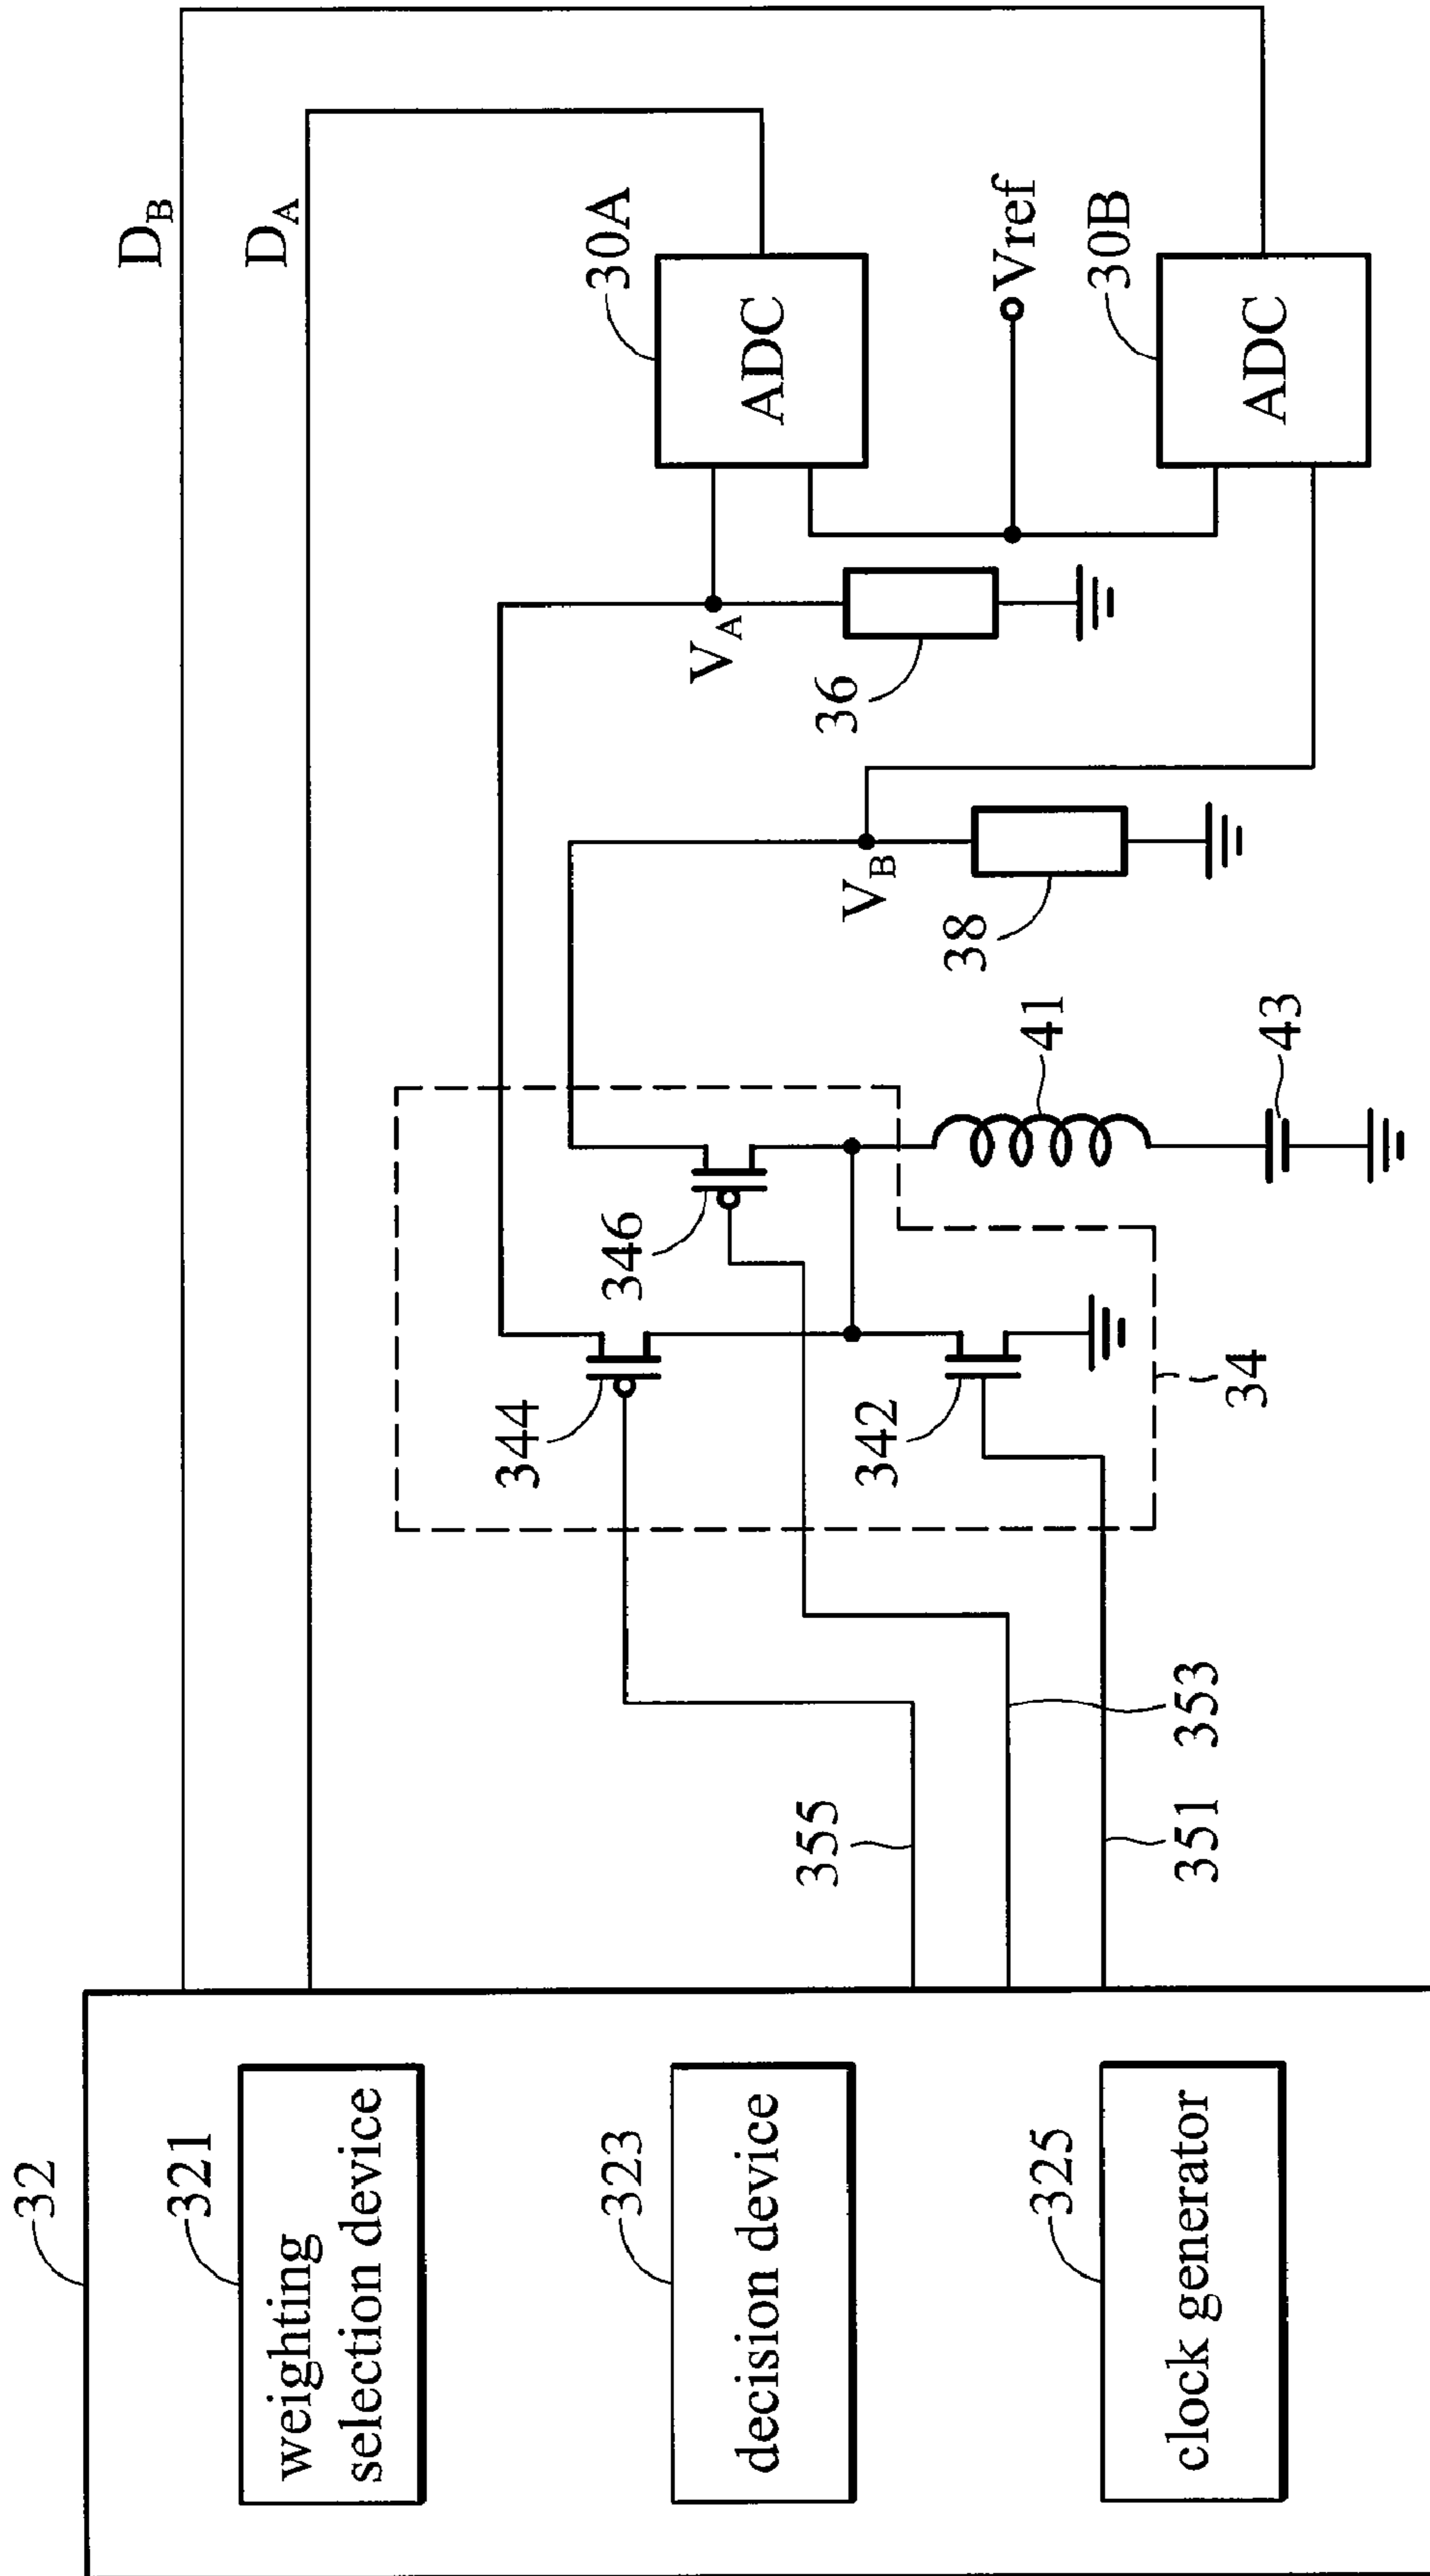 32
321
weighting
selection device
323
decision device
325
clock generator
D_B
D_A
355
353
351
344
346
342
34
41
43
V_B
38
V_A
36
30A
ADC
Vref
30B
ADC